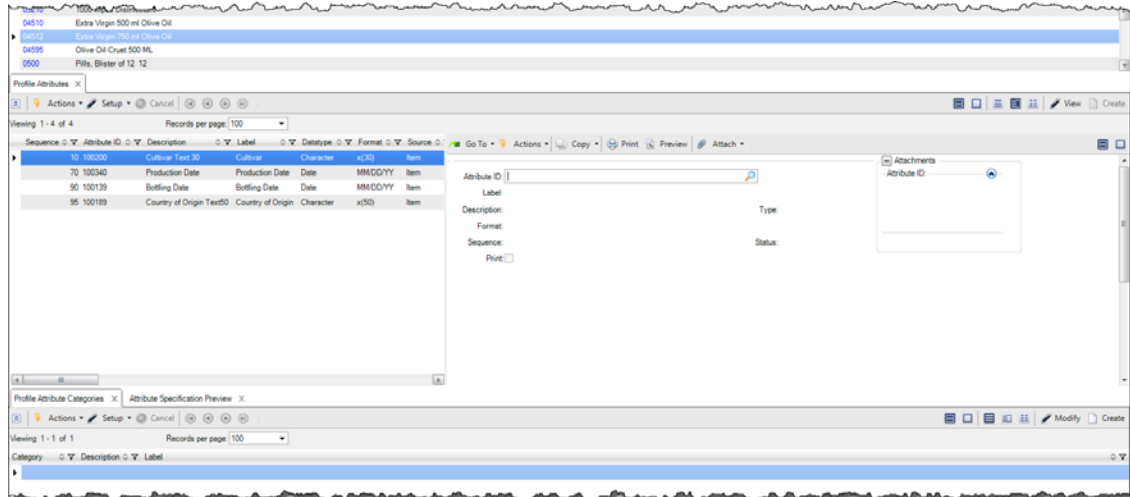 04510 Extra Virgin 500 ml Olive Oil
04512 Extra Virgin 750 ml Olive Oil
04595 Olive Oil Cruet 500 ML
0500 Pills, Blister of 12 12
Profile Attributes X
Actions Setup Cancel View Create
Viewing 1 - 4 of 4 Records per page: 100
Sequence Attribute ID Description Label Datatype Format Source
10 100200 Cultivar Text 30 Cultivar Character x(30) Item
70 100340 Production Date Production Date Date MM/DD/YY Item
90 100139 Bottling Date Bottling Date Date MM/DD/YY Item
95 100189 Country of Origin Text50 Country of Origin Character x(50) Item
Go To Actions Copy Print Preview Attach
Attribute ID:
Label:
Description: Type:
Format:
Sequence: Status:
Print:
Attachments
Attribute ID:
Profile Attribute Categories X Attribute Specification Preview X
Actions Setup Cancel Modify Create
Viewing 1 - 1 of 1 Records per page: 100
Category Description Label